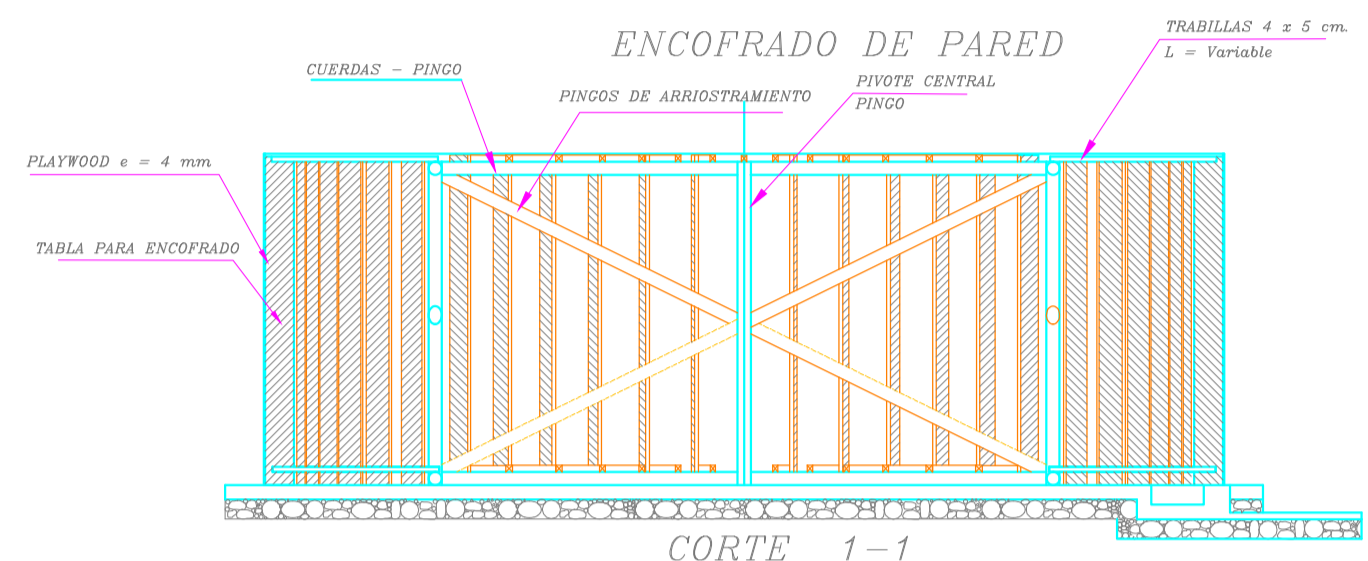 ENCOFRADO DE PARED
TRABILLAS 4 x 5 cm.
L = Variable
CUERDAS - PINGO
PINGOS DE ARRIOSTRAMIENTO
PIVOTE CENTRAL
PINGO
PLAYWOOD e = 4 mm
TABLA PARA ENCOFRADO
CORTE 1-1